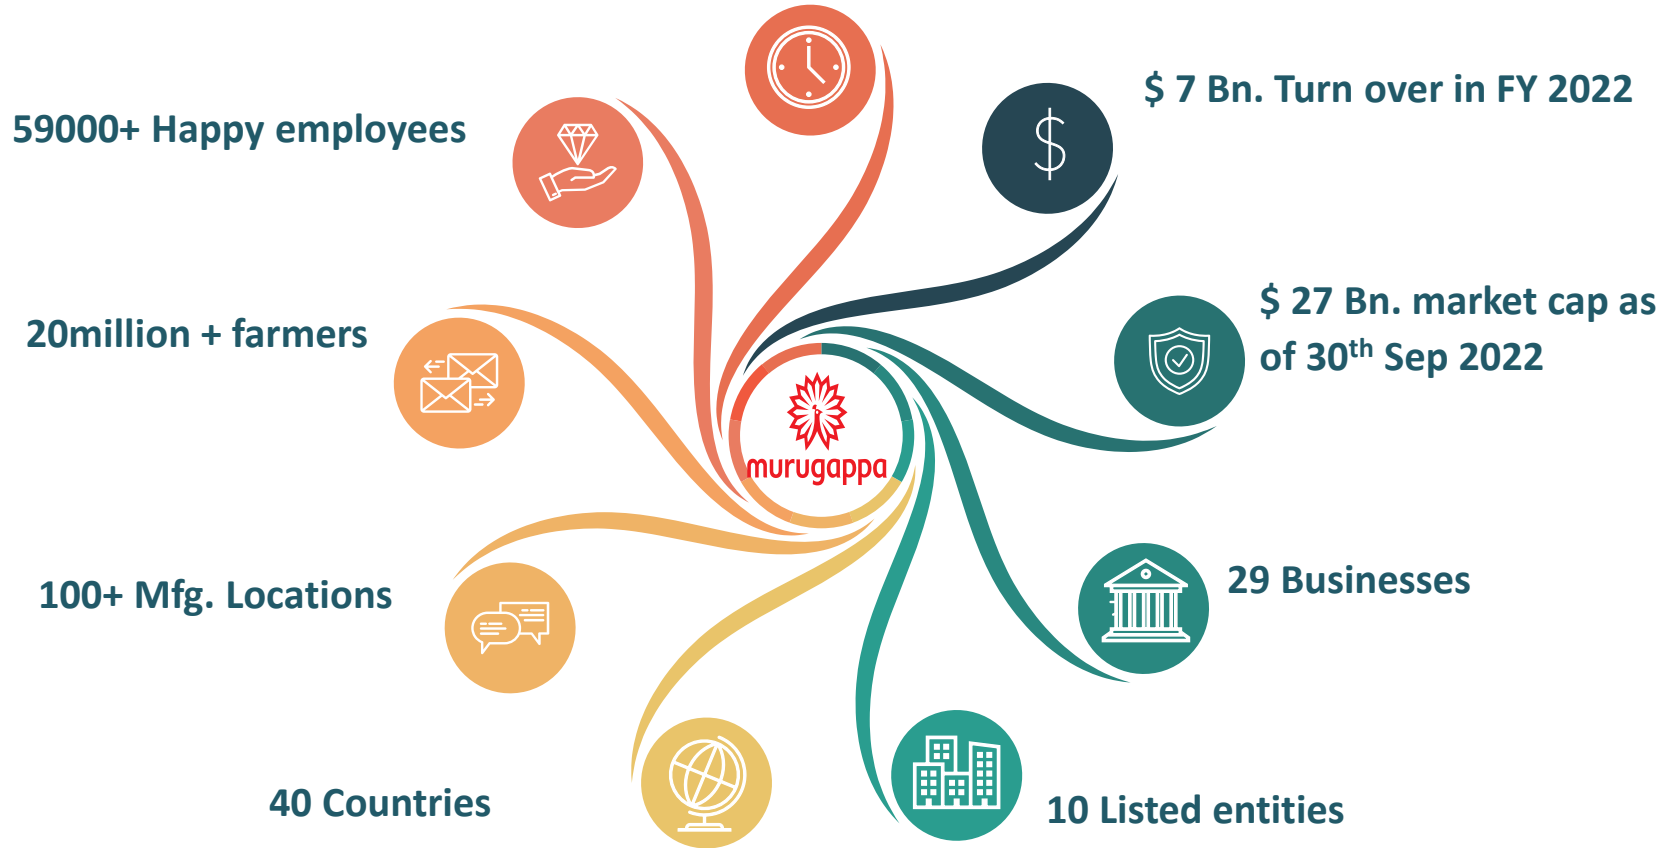 $ 7 Bn. Turn over in FY 2022
59000+ Happy employees
$ 27 Bn. market cap as
of 30th Sep 2022
20million + farmers
murugappa
29 Businesses
100+ Mfg. Locations
40 Countries
10 Listed entities